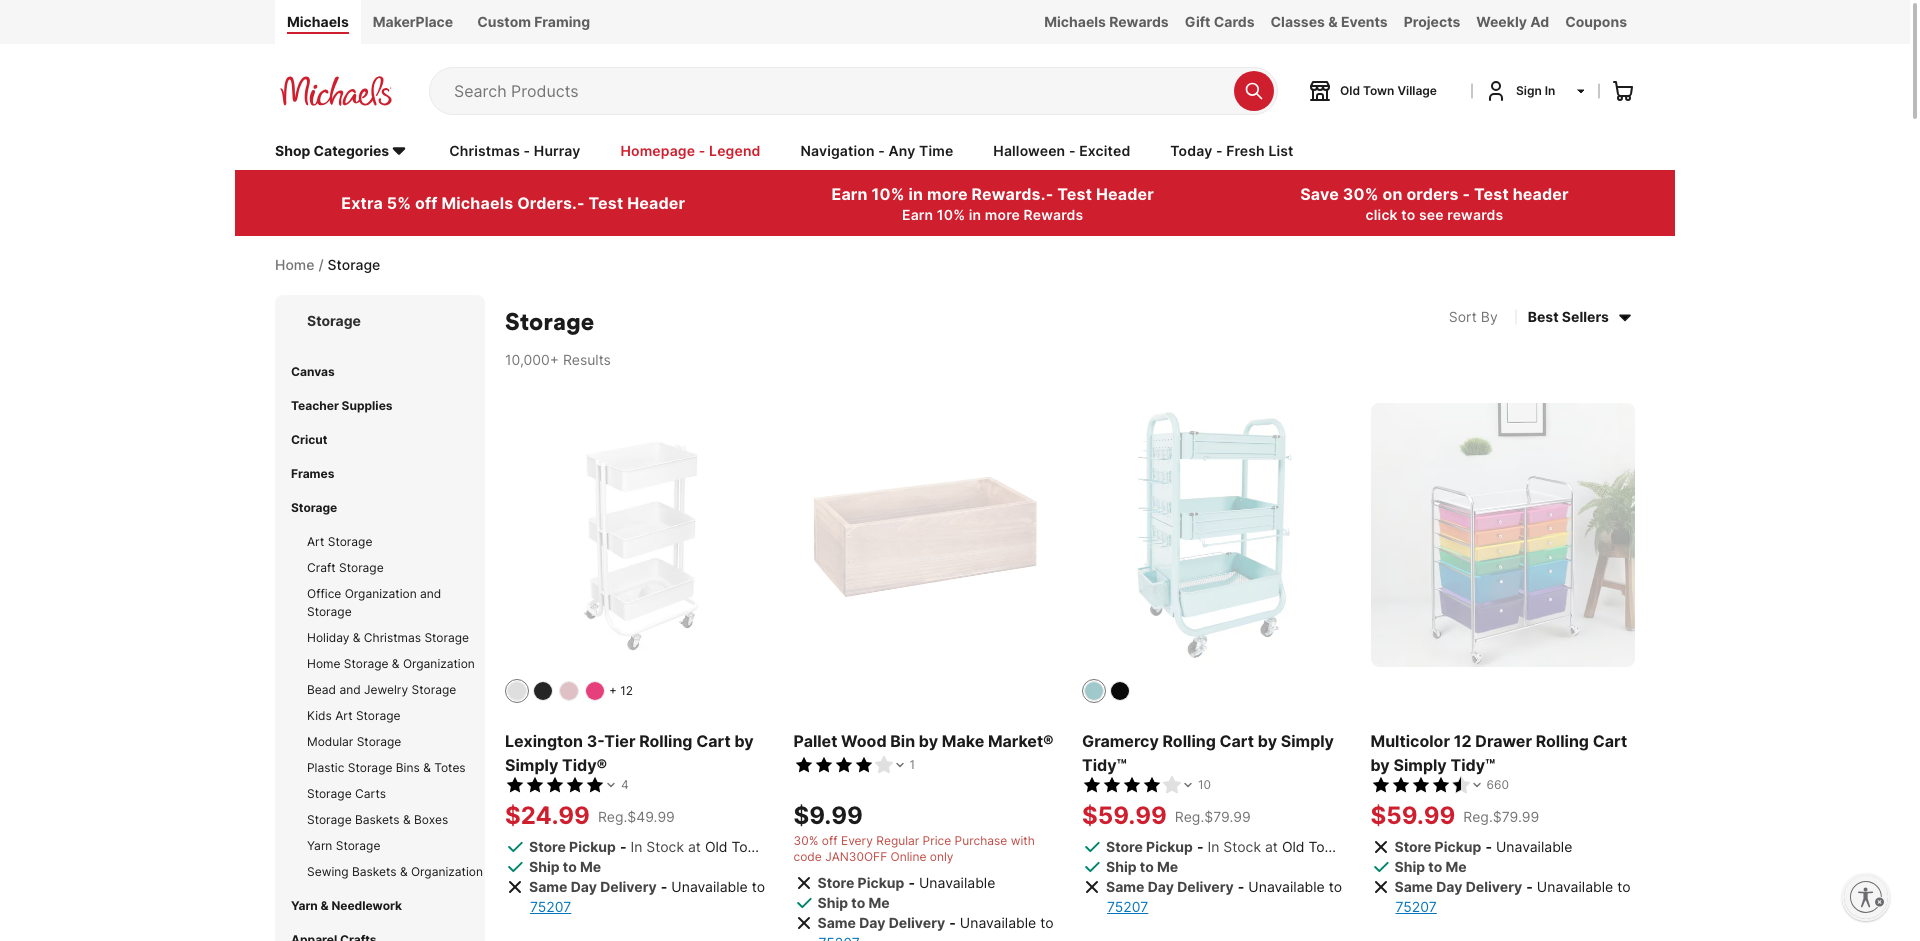 Michaels
MakerPlace
Custom Framing
Michaels Rewards
Gift Cards
Classes & Events
Projects
Weekly Ad
Coupons
Michaels
Search Products
Old Town Village
Sign In
Shop Categories
Christmas - Hurray
Homepage - Legend
Navigation - Any Time
Halloween - Excited
Today - Fresh List
Extra 5% off Michaels Orders.- Test Header
Earn 10% in more Rewards.- Test Header
Earn 10% in more Rewards
Save 30% on orders - Test header
click to see rewards
Home / Storage
Storage
Canvas
Teacher Supplies
Cricut
Frames
Storage
Art Storage
Craft Storage
Office Organization and
Storage
Holiday & Christmas Storage
Home Storage & Organization
Bead and Jewelry Storage
Kids Art Storage
Modular Storage
Plastic Storage Bins & Totes
Storage Carts
Storage Baskets & Boxes
Yarn Storage
Sewing Baskets & Organization
Yarn & Needlework
Apparel Crafts
Storage
10,000+ Results
Sort By
Best Sellers
+ 12
Lexington 3-Tier Rolling Cart by
Simply Tidy®
4
$24.99 Reg.$49.99
Store Pickup - In Stock at Old To...
Ship to Me
Same Day Delivery - Unavailable to
75207
Pallet Wood Bin by Make Market®
1
$9.99
30% off Every Regular Price Purchase with
code JAN30OFF Online only
Store Pickup - Unavailable
Ship to Me
Same Day Delivery - Unavailable to
75207
Gramercy Rolling Cart by Simply
Tidy™
10
$59.99 Reg.$79.99
Store Pickup - In Stock at Old To...
Ship to Me
Same Day Delivery - Unavailable to
75207
Multicolor 12 Drawer Rolling Cart
by Simply Tidy™
660
$59.99 Reg.$79.99
Store Pickup - Unavailable
Ship to Me
Same Day Delivery - Unavailable to
75207